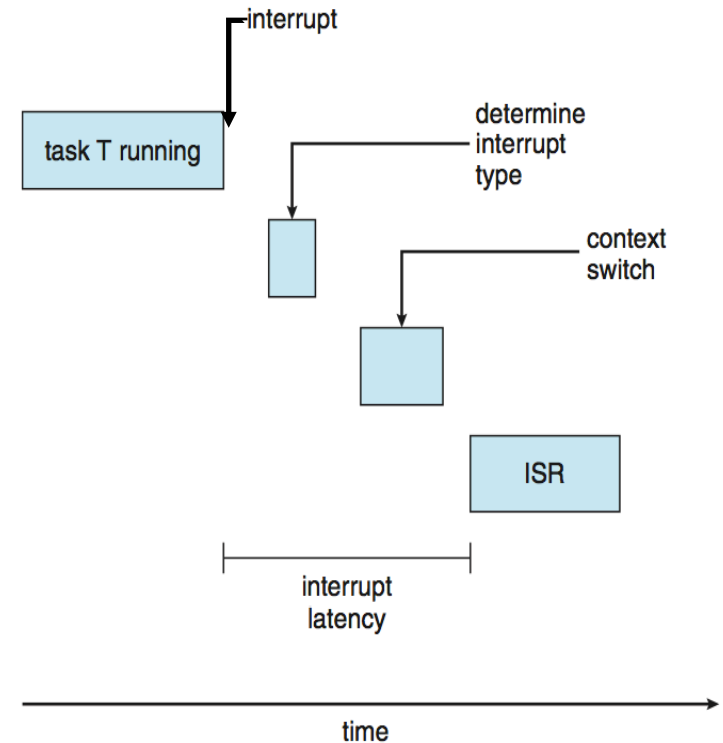 interrupt
task T running
determine
interrupt
type
context
switch
ISR
interrupt
latency
time